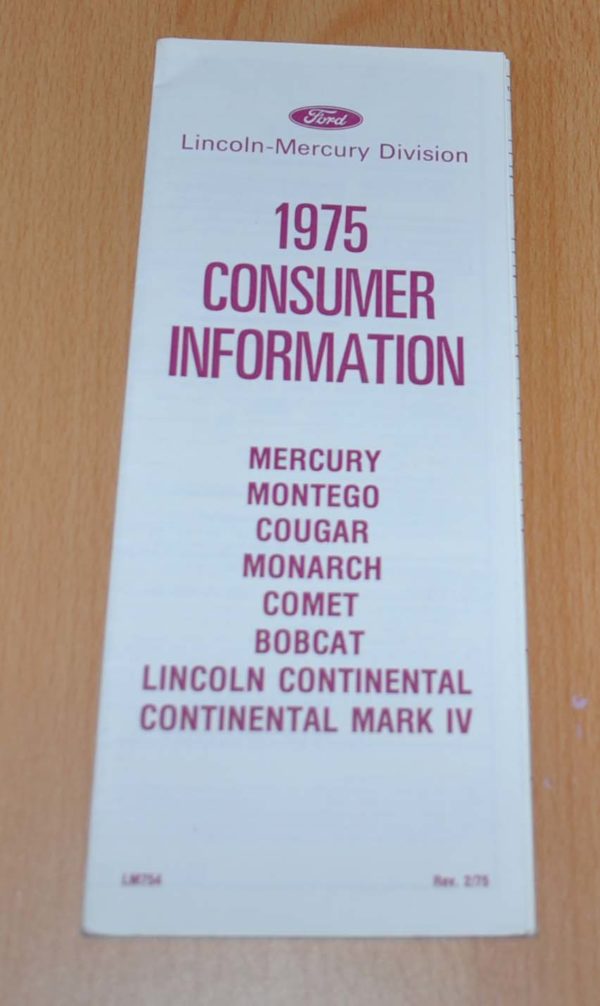 Ford
Lincoln-Mercury Division
1975
CONSUMER
INFORMATION
MERCURY
MONTEGO
COUGAR
MONARCH
COMET
BOBCAT
LINCOLN CONTINENTAL
CONTINENTAL MARK IV
LM754 Rev. 2/75